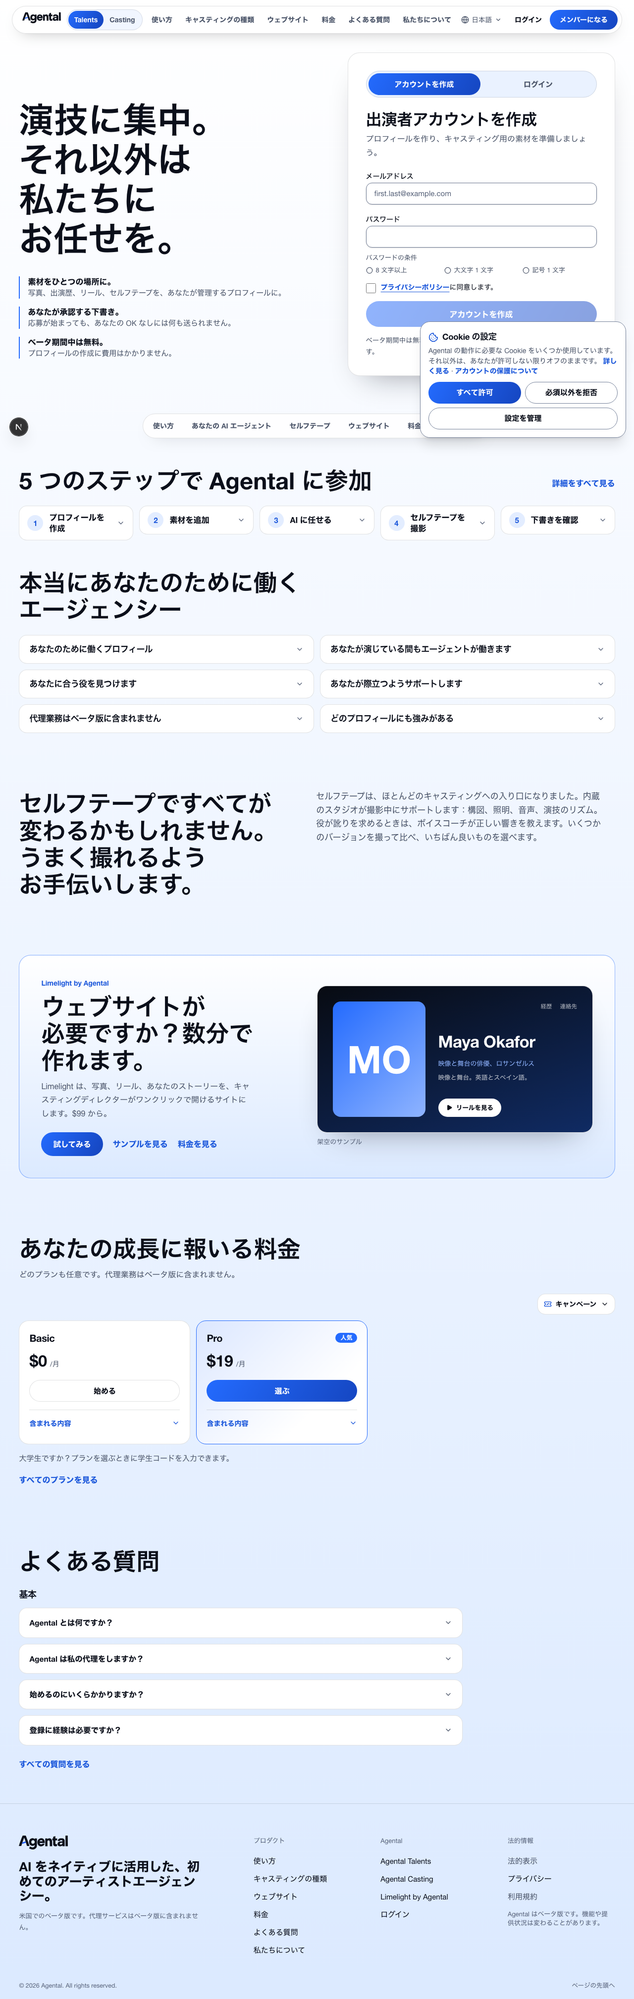 Agental
Talents
Casting
使い方
キャスティングの種類
ウェブサイト
料金
よくある質問
私たちについて
日本語
ログイン
メンバーになる
演技に集中。
それ以外は
私たちに
お任せを。
素材をひとつの場所に。
写真、出演歴、リール、セルフテープを、あなたが管理するプロフィールに。
あなたが承認する下書き。
応募が始まっても、あなたの OK なしには何も送られません。
ベータ期間中は無料。
プロフィールの作成に費用はかかりません。
アカウントを作成
ログイン
出演者アカウントを作成
プロフィールを作り、キャスティング用の素材を準備しましょ
う。
メールアドレス
first.last@example.com
パスワード
パスワードの条件
8 文字以上
大文字 1 文字
記号 1 文字
プライバシーポリシーに同意します。
アカウントを作成
ベータ期間中は無
す。
Cookie の設定
Agental の動作に必要な Cookie をいくつか使用しています。
それ以外は、あなたが許可しない限りオフのままです。 詳し
く見る · アカウントの保護について
すべて許可
必須以外を拒否
設定を管理
N
使い方
あなたの AI エージェント
セルフテープ
ウェブサイト
料金
5 つのステップで Agental に参加
詳細をすべて見る
1
プロフィールを
作成
2
素材を追加
3
AI に任せる
4
セルフテープを
撮影
5
下書きを確認
本当にあなたのために働く
エージェンシー
あなたのために働くプロフィール
あなたが演じている間もエージェントが働きます
あなたに合う役を見つけます
あなたが際立つようサポートします
代理業務はベータ版に含まれません
どのプロフィールにも強みがある
セルフテープですべてが
変わるかもしれません。
うまく撮れるよう
お手伝いします。
セルフテープは、ほとんどのキャスティングへの入り口になりました。内蔵
のスタジオが撮影中にサポートします：構図、照明、音声、演技のリズム。
役が訛りを求めるときは、ボイスコーチが正しい響きを教えます。いくつか
のバージョンを撮って比べ、いちばん良いものを選べます。
Limelight by Agental
ウェブサイトが
必要ですか？数分で
作れます。
Limelight は、写真、リール、あなたのストーリーを、キャ
スティングディレクターがワンクリックで開けるサイトに
します。$99 から。
試してみる
サンプルを見る
料金を見る
経歴
連絡先
MO
Maya Okafor
映像と舞台の俳優、ロサンゼルス
映像と舞台。英語とスペイン語。
リールを見る
架空のサンプル
あなたの成長に報いる料金
どのプランも任意です。代理業務はベータ版に含まれません。
キャンペーン
Basic
$0 /月
始める
含まれる内容
Pro
人気
$19 /月
選ぶ
含まれる内容
大学生ですか？プランを選ぶときに学生コードを入力できます。
すべてのプランを見る
よくある質問
基本
Agental とは何ですか？
Agental は私の代理をしますか？
始めるのにいくらかかりますか？
登録に経験は必要ですか？
すべての質問を見る
Agental
AI をネイティブに活用した、初
めてのアーティストエージェン
シー。
米国でのベータ版です。代理サービスはベータ版に含まれませ
ん。
プロダクト
使い方
キャスティングの種類
ウェブサイト
料金
よくある質問
私たちについて
Agental
Agental Talents
Agental Casting
Limelight by Agental
ログイン
法的情報
法的表示
プライバシー
利用規約
Agental はベータ版です。機能や提
供状況は変わることがあります。
© 2026 Agental. All rights reserved.
ページの先頭へ